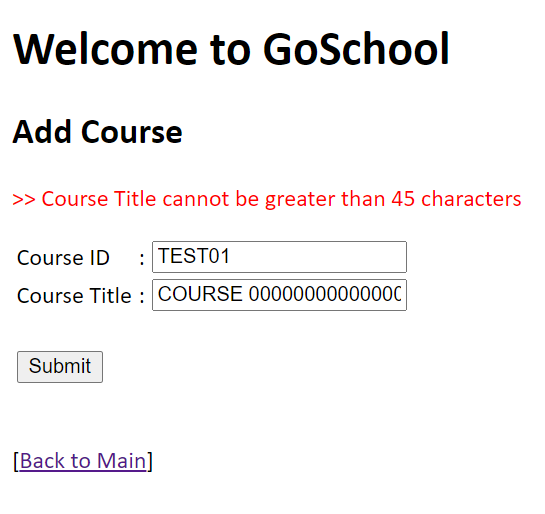 Welcome to GoSchool
Add Course
>> Course Title cannot be greater than 45 characters
Course ID : TEST01
Course Title : COURSE 00000000000000
Submit
[Back to Main]